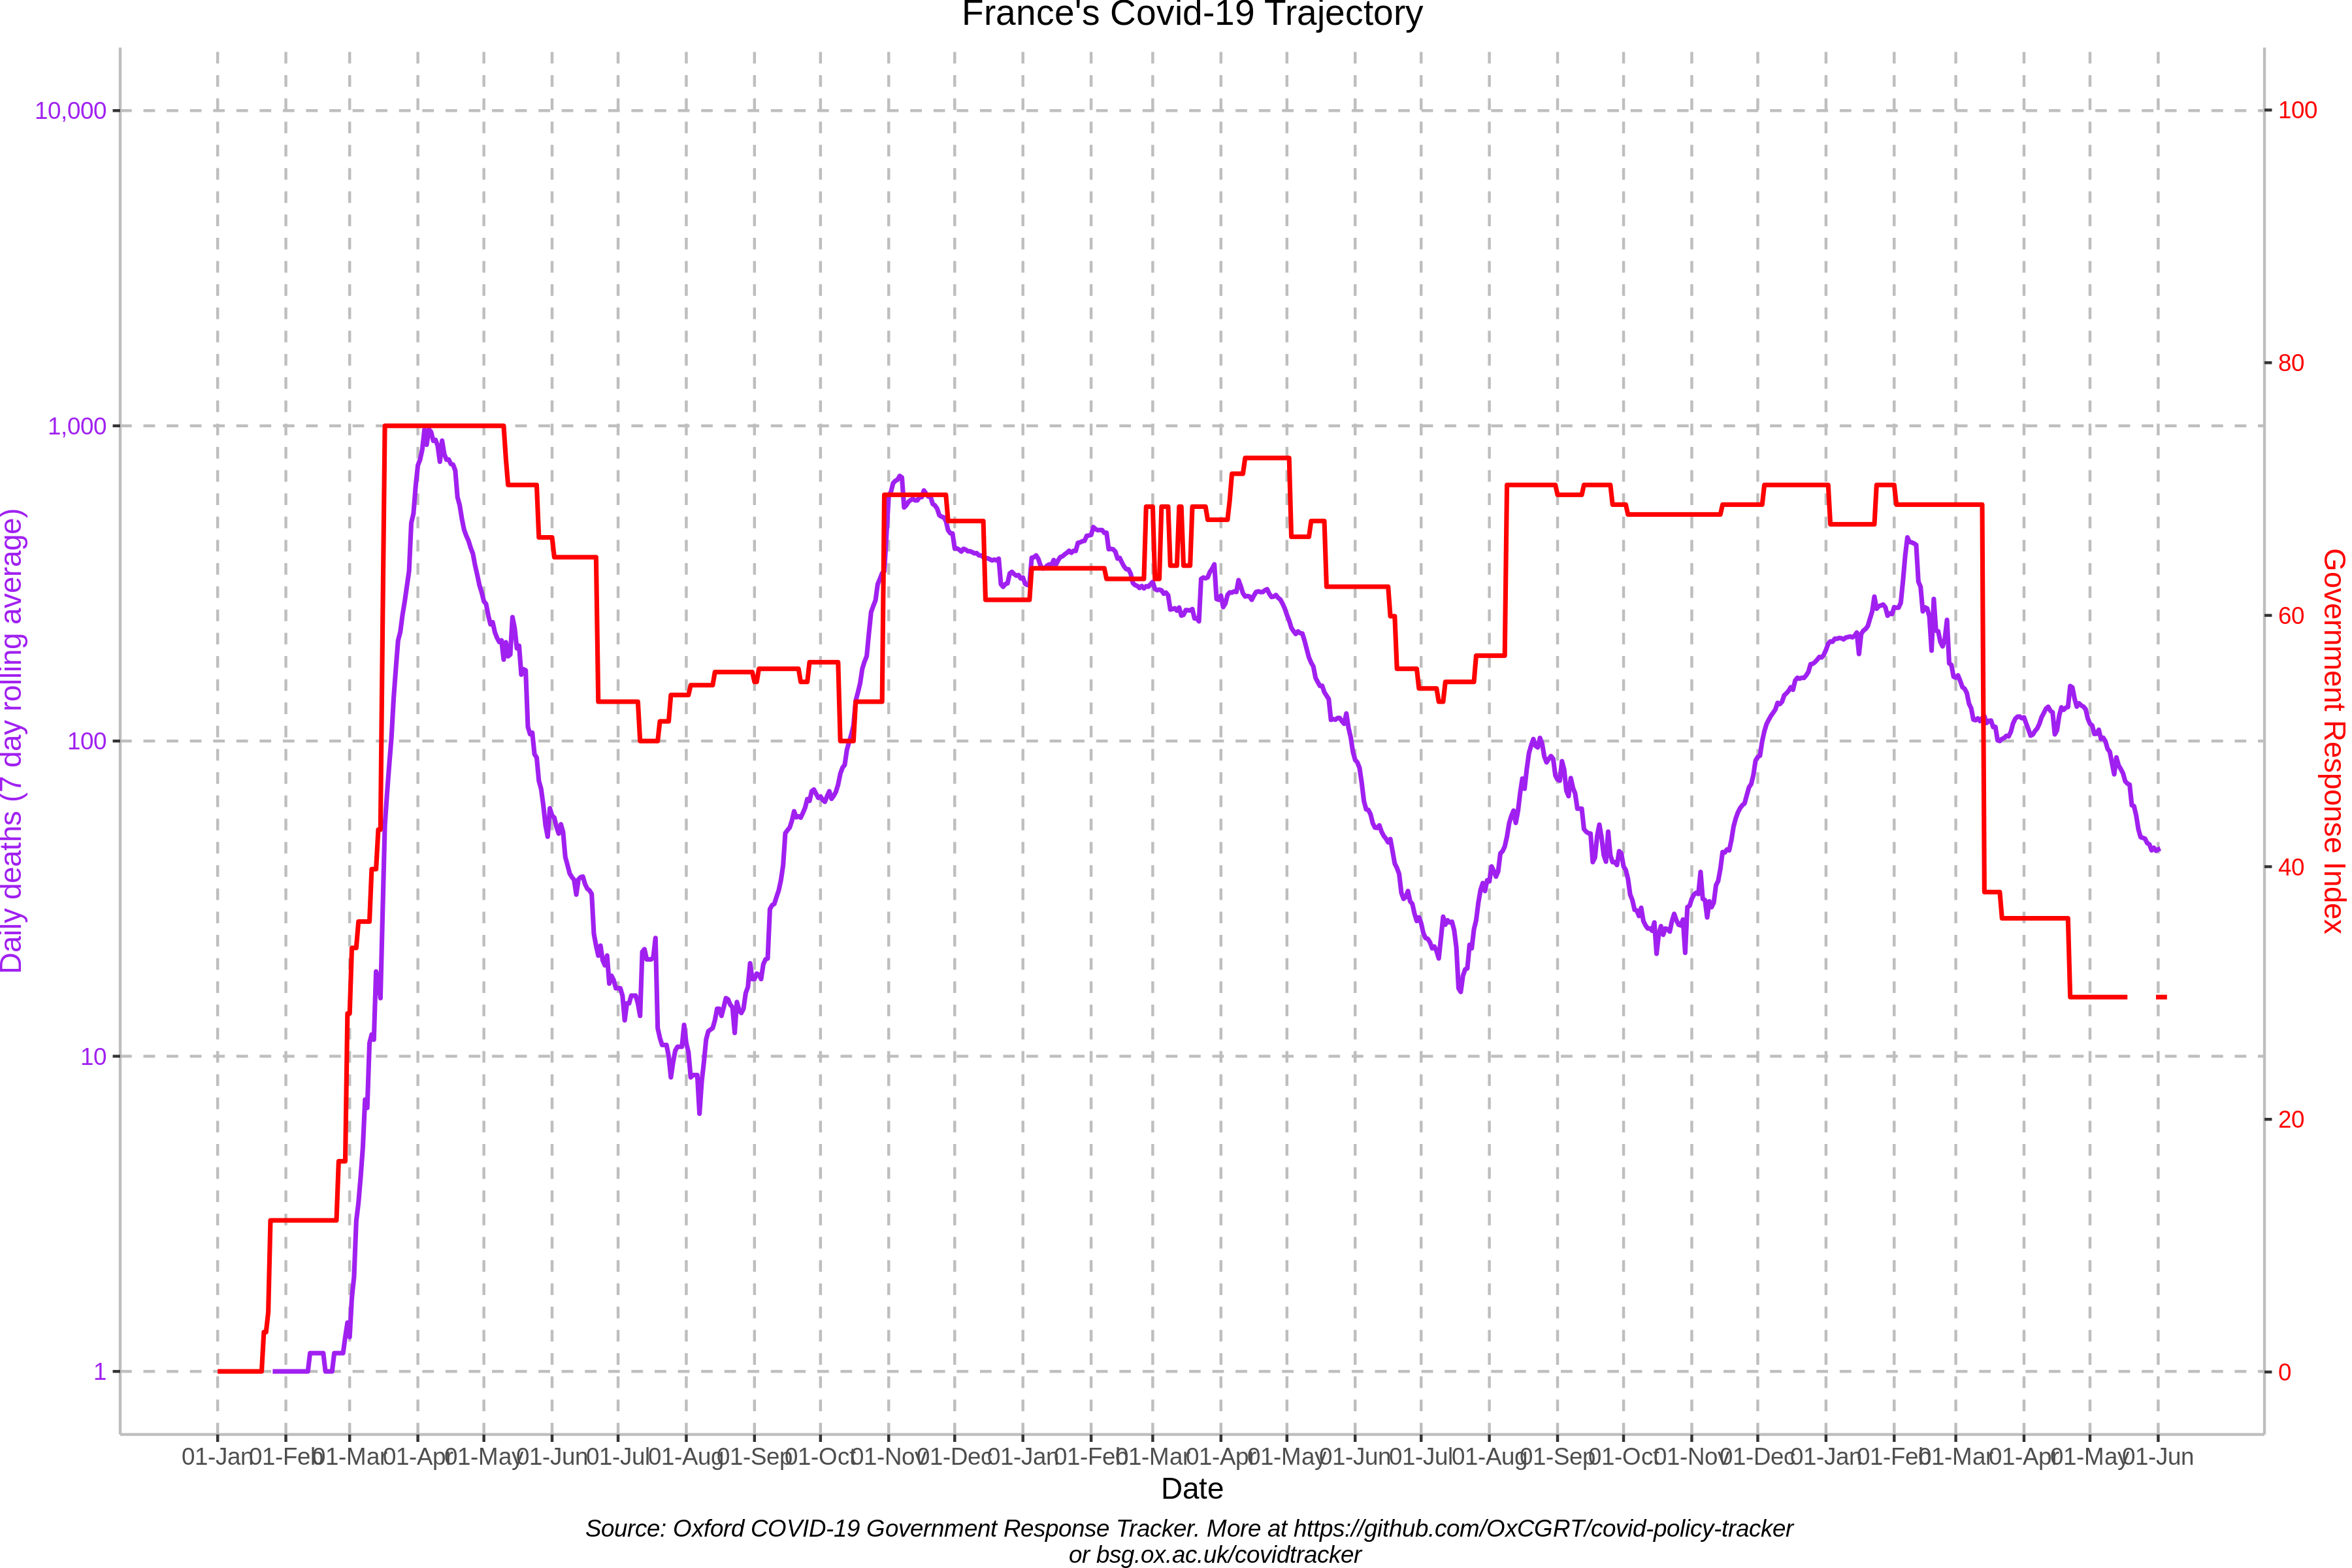 France's Covid-19 Trajectory
10,000
1,000
100
10
1
Daily deaths (7 day rolling average)
100
80
60
40
20
0
Government Response Index
01-Jan 01-Feb 01-Mar 01-Apr 01-May 01-Jun 01-Jul 01-Aug 01-Sep 01-Oct 01-Nov 01-Dec 01-Jan 01-Feb 01-Mar 01-Apr 01-May 01-Jun 01-Jul 01-Aug 01-Sep 01-Oct 01-Nov 01-Dec 01-Jan 01-Feb 01-Mar 01-Apr 01-May 01-Jun
Date
Source: Oxford COVID-19 Government Response Tracker. More at https://github.com/OxCGRT/covid-policy-tracker
or bsg.ox.ac.uk/covidtracker